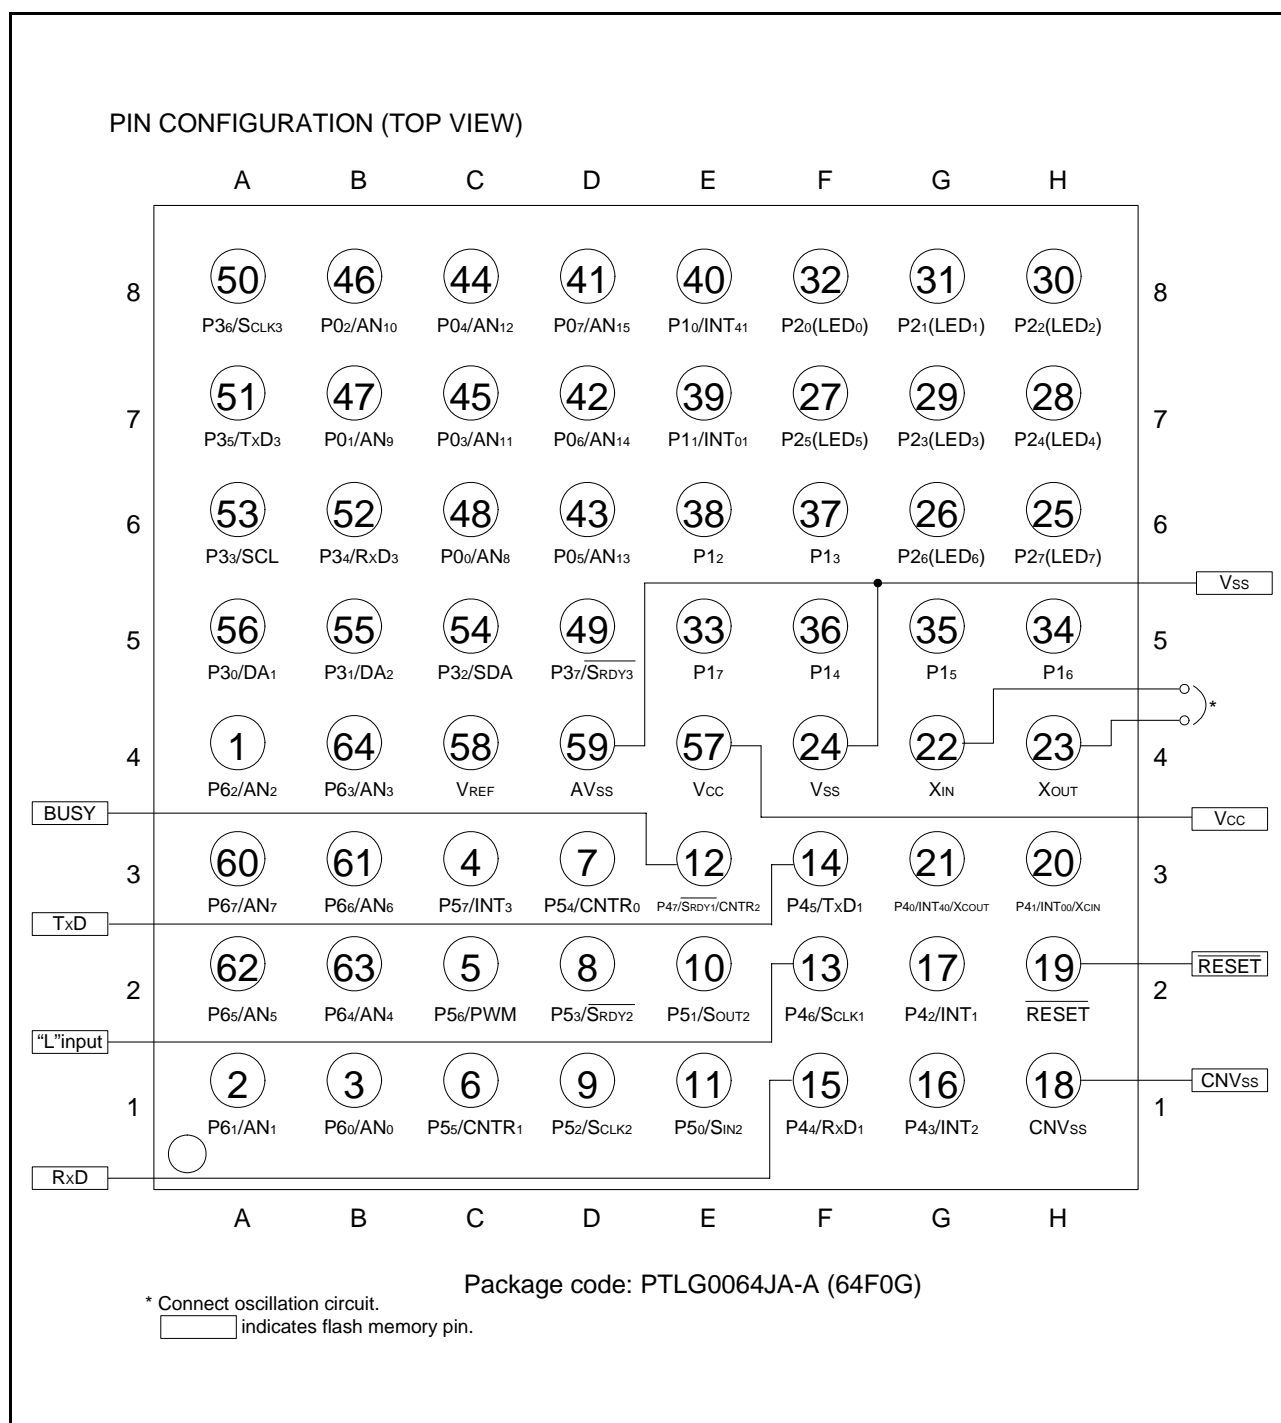 PIN CONFIGURATION (TOP VIEW)
A B C D E F G H
8 50 46 44 41 40 32 31 30 8
P36/SCLK3 P02/AN10 P04/AN12 P07/AN15 P10/INT41 P20(LED0) P21(LED1) P22(LED2)
7 51 47 45 42 39 27 29 28 7
P35/TxD3 P01/AN9 P03/AN11 P06/AN14 P11/INT01 P25(LED5) P23(LED3) P24(LED4)
6 53 52 48 43 38 37 26 25 6
P33/SCL P34/RxD3 P00/AN8 P05/AN13 P12 P13 P26(LED6) P27(LED7)
Vss
5 56 55 54 49 33 36 35 34 5
P30/DA1 P31/DA2 P32/SDA P37/SRDY3 P17 P14 P15 P16
*
4 1 64 58 59 57 24 22 23 4
P62/AN2 P63/AN3 VREF AVSS VCC VSS XIN XOUT
BUSY Vcc
3 60 61 4 7 12 14 21 20 3
P67/AN7 P66/AN6 P57/INT3 P54/CNTR0 P47/SRDY1/CNTR2 P45/TxD1 P40/INT40/XCOUT P41/INT00/XCIN
TxD
2 62 63 5 8 10 13 17 19 2 RESET
P65/AN5 P64/AN4 P56/PWM P53/SRDY2 P51/SOUT2 P46/SCLK1 P42/INT1 RESET
“L”input
1 2 3 6 9 11 15 16 18 1 CNVss
P61/AN1 P60/AN0 P55/CNTR1 P52/SCLK2 P50/SIN2 P44/RxD1 P43/INT2 CNVSS
RxD
A B C D E F G H
Package code: PTLG0064JA-A (64F0G)
* Connect oscillation circuit.
indicates flash memory pin.